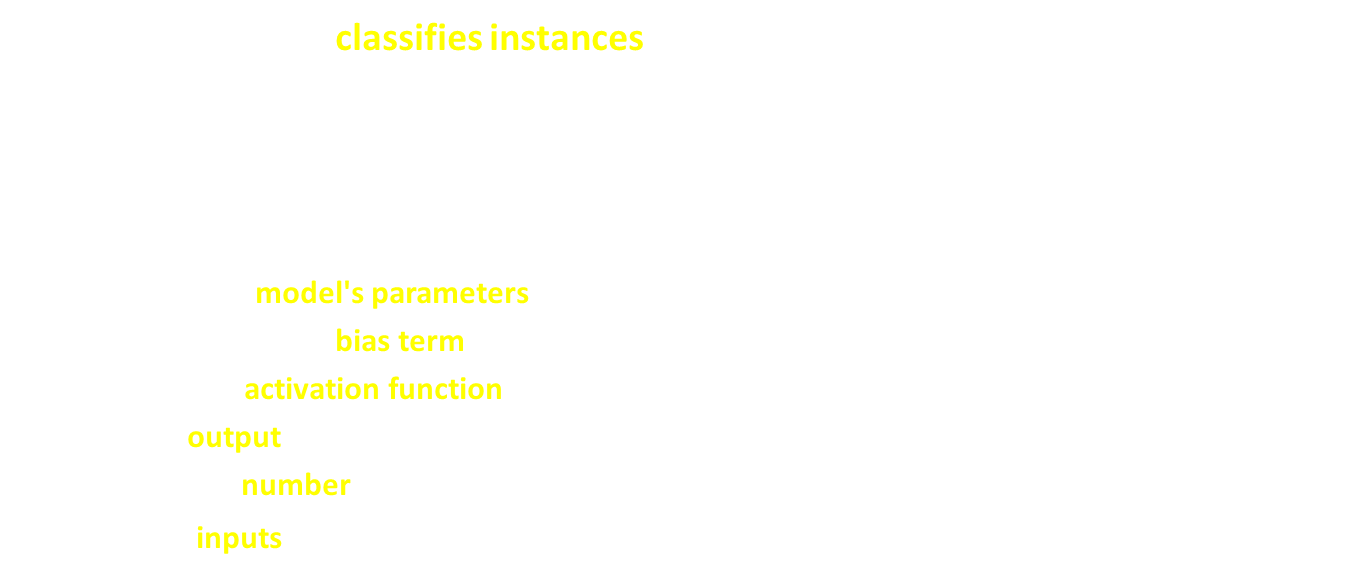 classifies instances
model's parameters
bias term
activation function
output
number
inputs